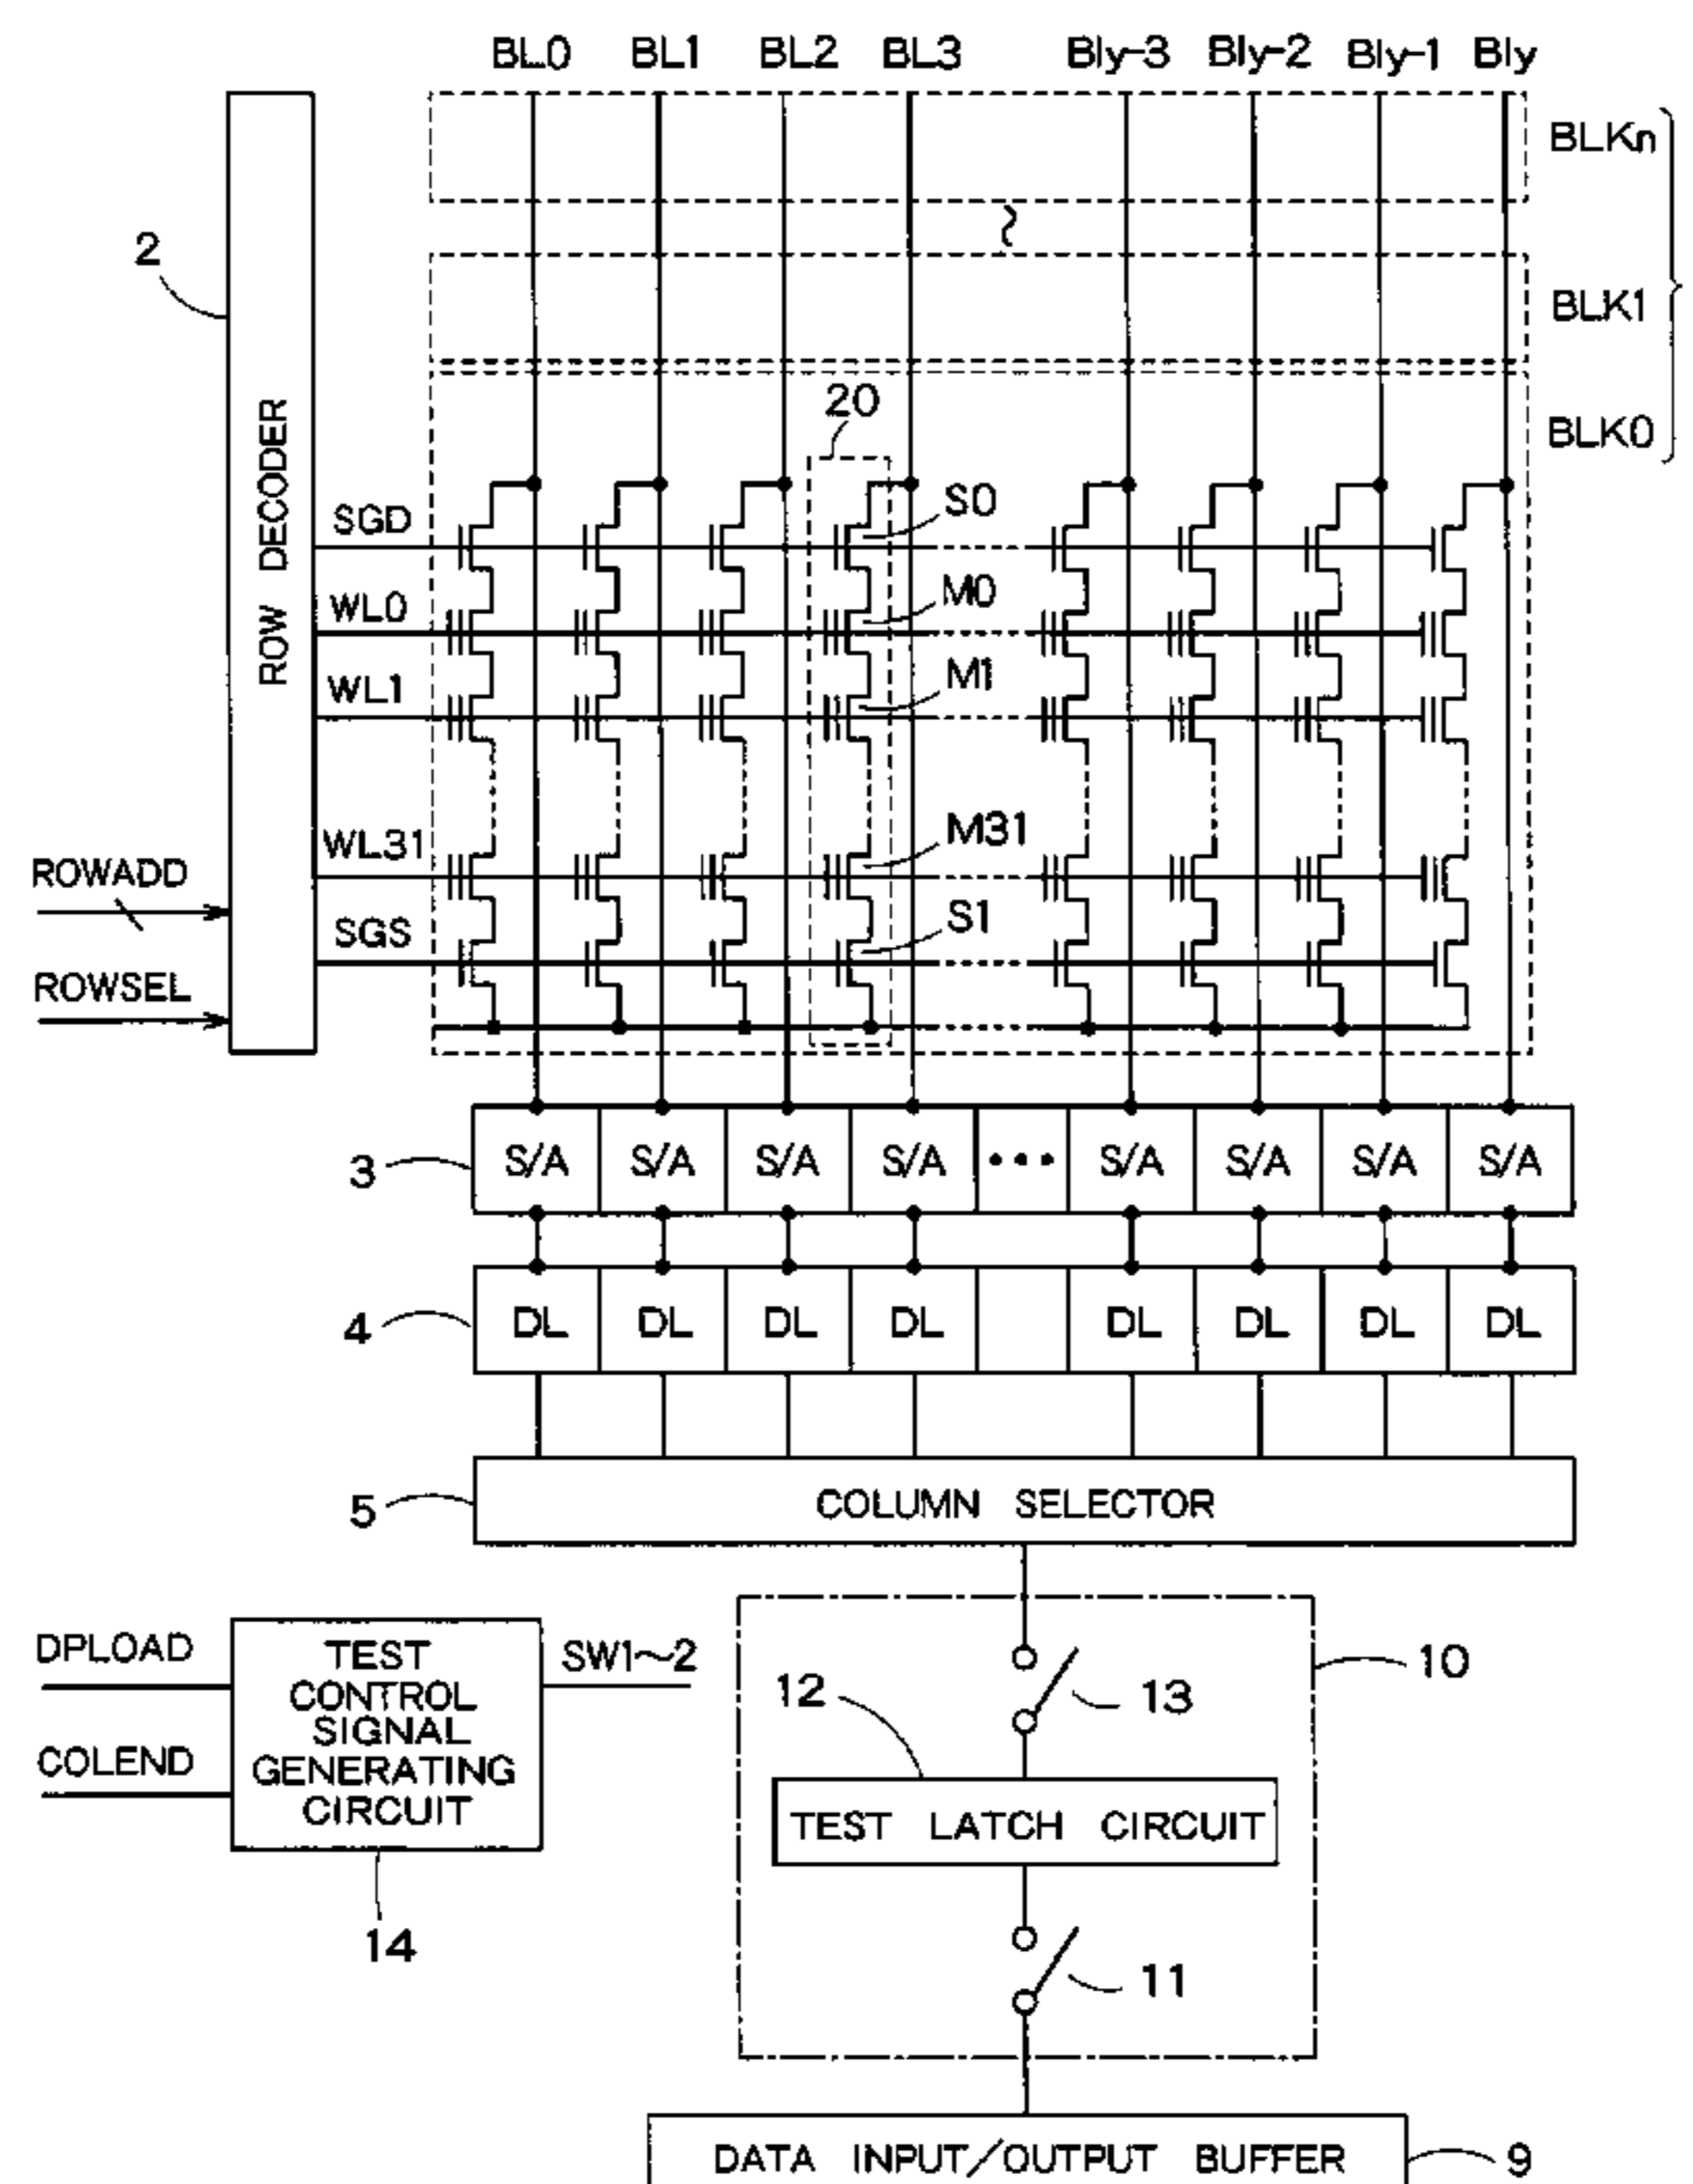 BL0 BL1 BL2 BL3 Bly-3 Bly-2 Bly-1 Bly
BLKn
2
BLK1
20
BLK0
ROW DECODER
SGD
S0
WL0
M0
WL1
M1
WL31
M31
ROWADD
SGS
S1
ROWSEL
3 S/A S/A S/A S/A ••• S/A S/A S/A S/A
4 DL DL DL DL DL DL DL DL
5 COLUMN SELECTOR
DPLOAD
COLEND
TEST
CONTROL
SIGNAL
GENERATING
CIRCUIT
SW1~2
14
10
12
13
TEST LATCH CIRCUIT
11
DATA INPUT/OUTPUT BUFFER 9